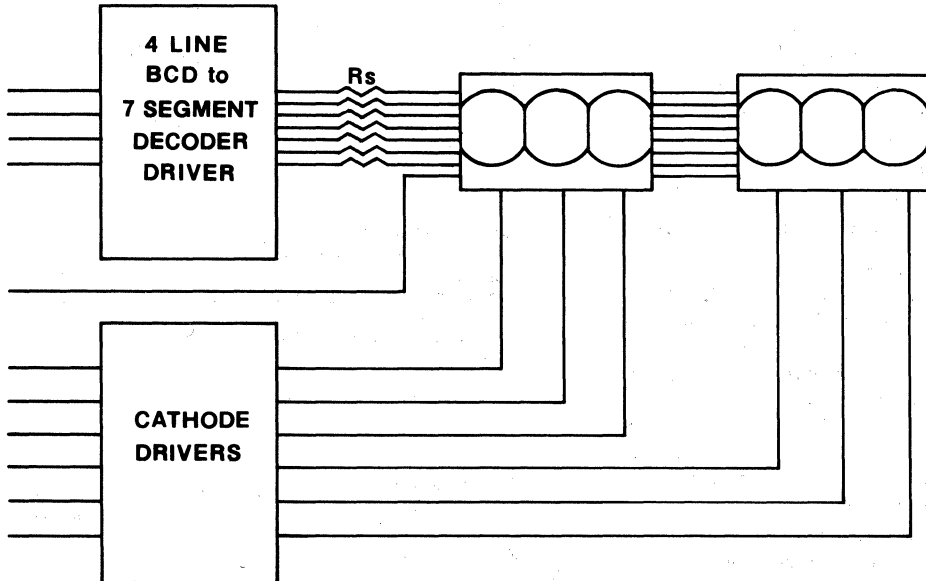 4 LINE
BCD to
7 SEGMENT
DECODER
DRIVER
Rs
CATHODE
DRIVERS